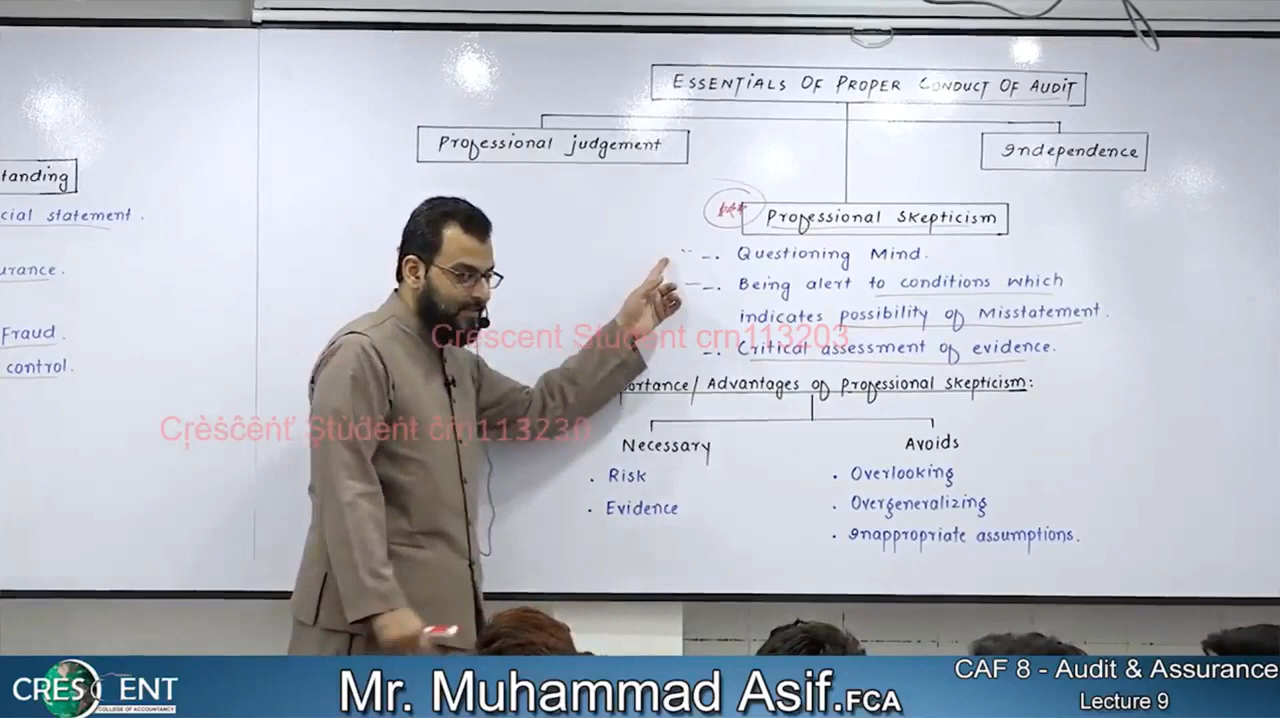 ESSENTIALS OF PROPER CONDUCT OF AUDIT
Professional judgement
Independence
tanding
cial statement.
urance.
Fraud.
control.
Professional Skepticism
-. Questioning Mind.
-. Being alert to conditions which
indicates possibility of Misstatement.
-. Critical assessment of evidence.
ortance/ Advantages of Professional skepticism:
Necessary
• Risk
• Evidence
Avoids
• Overlooking
• Overgeneralizing
• Inappropriate assumptions.
Crescent Student crn113203
Crescent Student crn113230
CRESCENT
COLLEGE OF ACCOUNTANCY
Mr. Muhammad Asif.FCA
CAF 8 - Audit & Assurance
Lecture 9